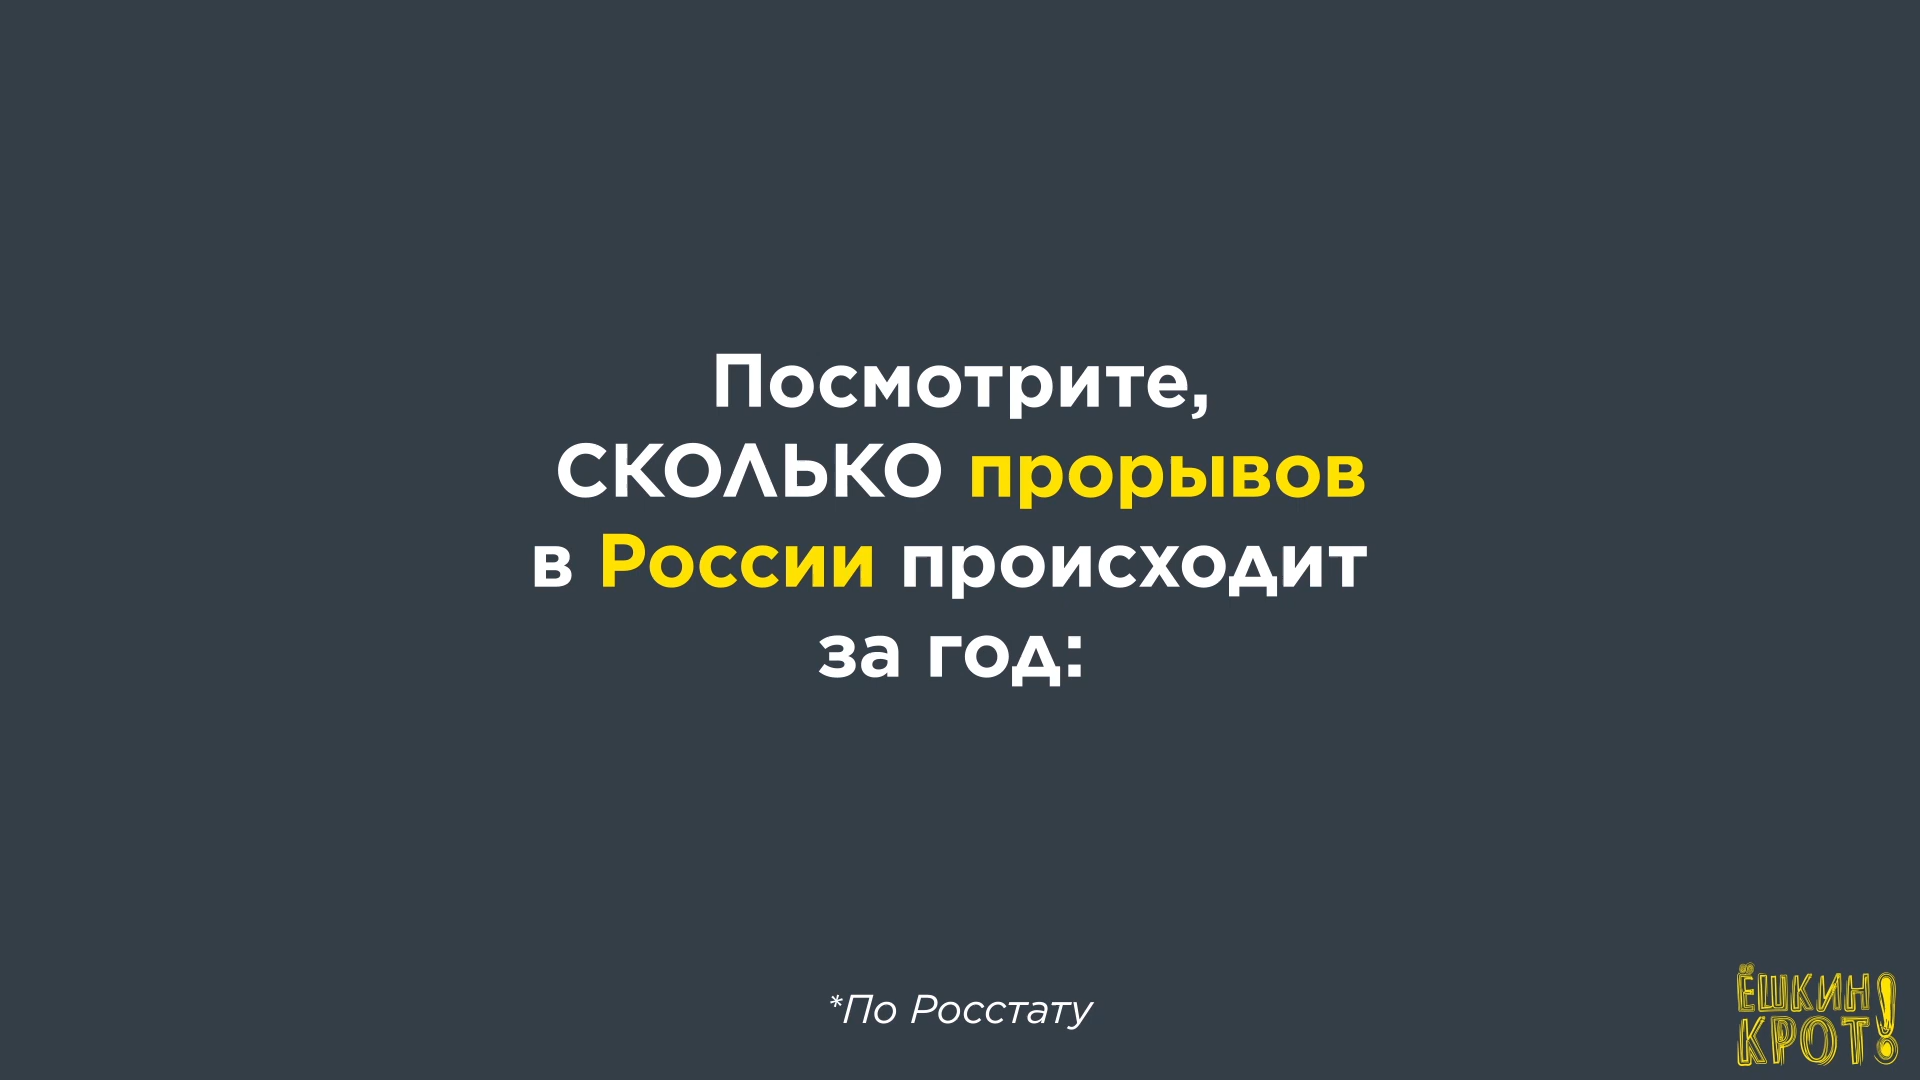 Посмотрите,
СКОЛЬКО прорывов
в России происходит
за год:
*По Росстату
ЁШКИН
КРОТ!